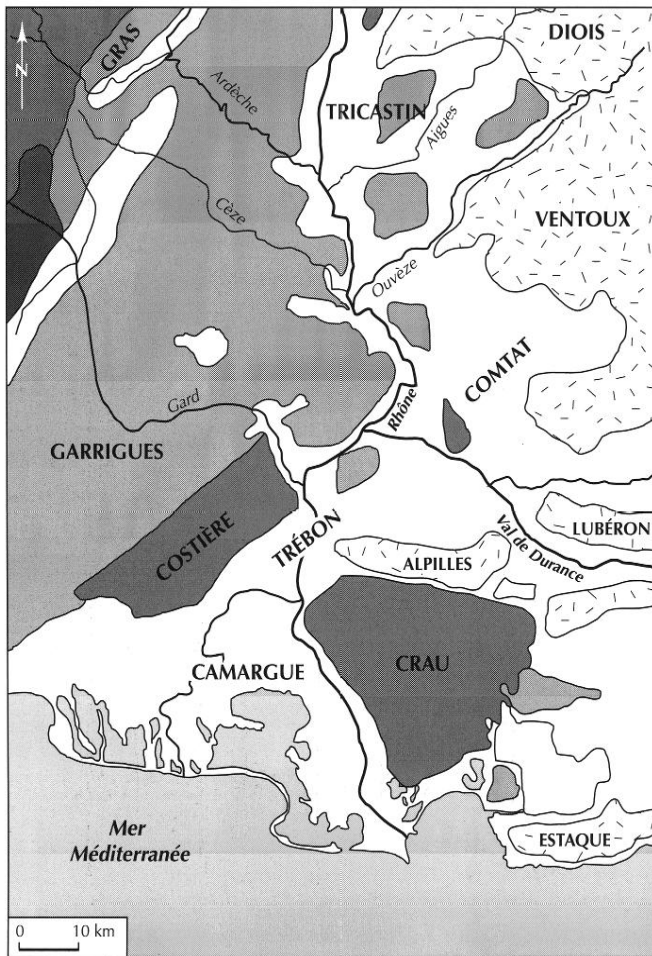 DIOIS
GRAS
N
Ardèche
TRICASTIN
Aigues
Cèze
VENTOUX
Ouvèze
COMTAT
Rhône
Gard
GARRIGUES
COSTIÈRE
TRÉBON
Val de Durance
LUBÉRON
ALPILLES
CAMARGUE
CRAU
Mer
Méditerranée
ESTAQUE
0 10 km